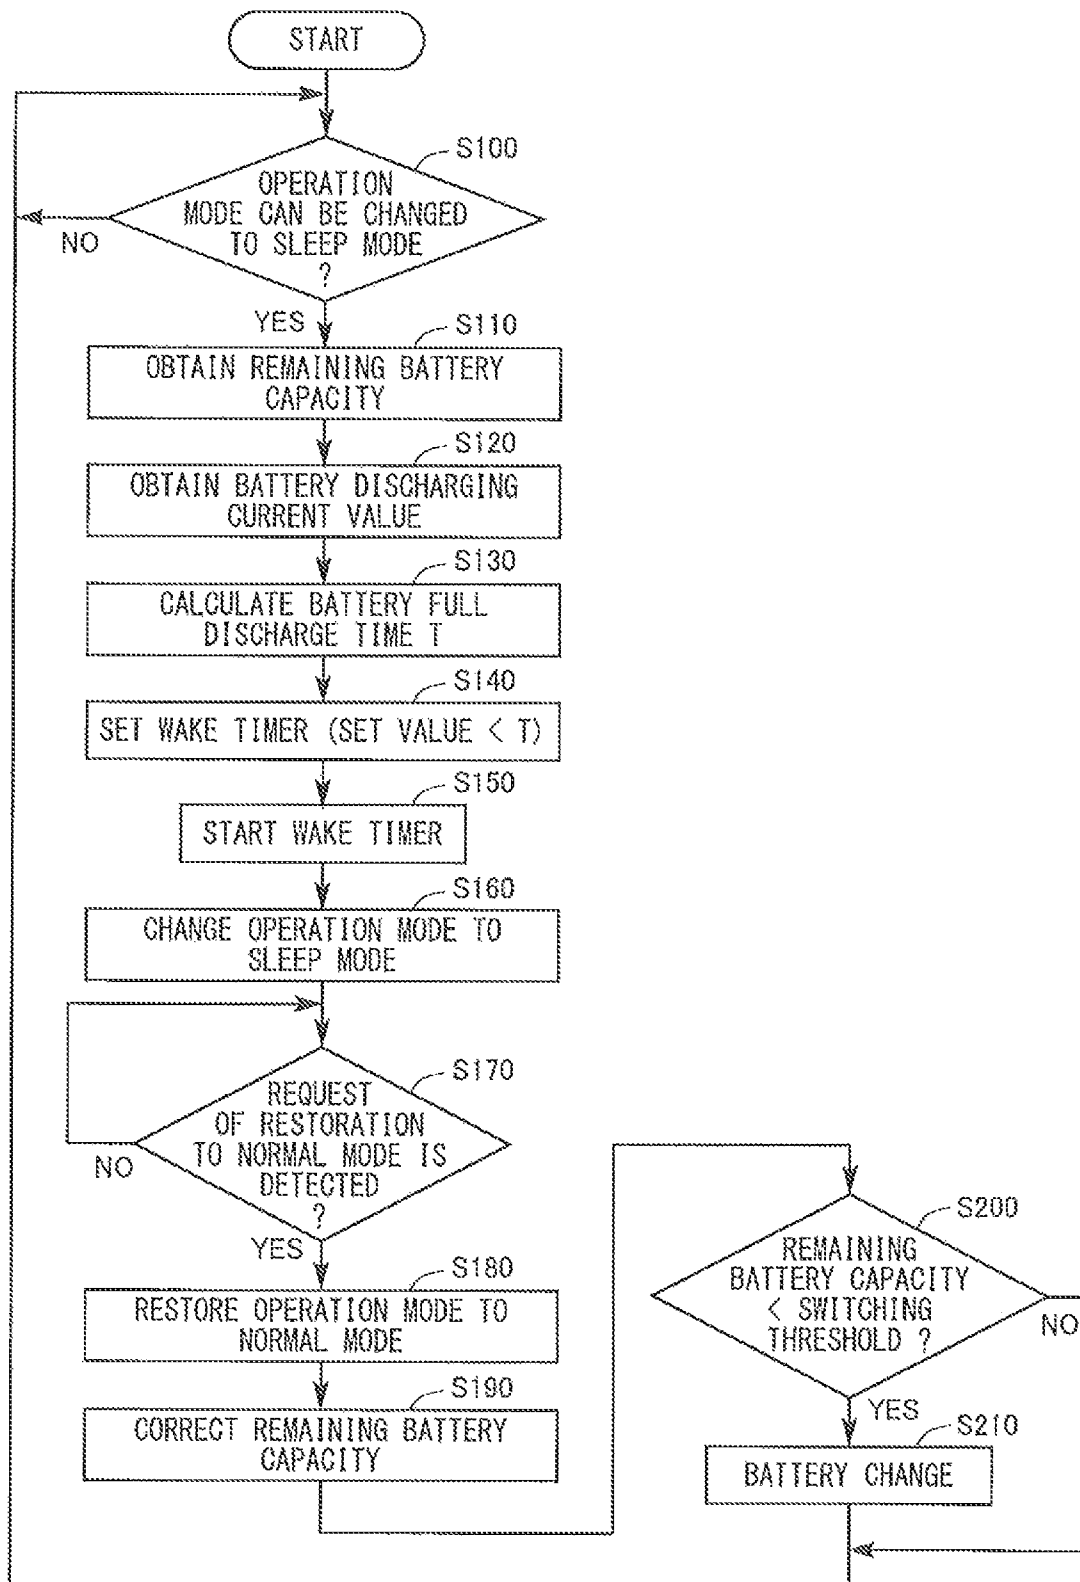 START
S100
OPERATION
MODE CAN BE CHANGED
TO SLEEP MODE
?
NO
YES
S110
OBTAIN REMAINING BATTERY
CAPACITY
S120
OBTAIN BATTERY DISCHARGING
CURRENT VALUE
S130
CALCULATE BATTERY FULL
DISCHARGE TIME T
S140
SET WAKE TIMER (SET VALUE < T)
S150
START WAKE TIMER
S160
CHANGE OPERATION MODE TO
SLEEP MODE
S170
REQUEST
OF RESTORATION
TO NORMAL MODE IS
DETECTED
?
NO
YES
S180
RESTORE OPERATION MODE TO
NORMAL MODE
S190
CORRECT REMAINING BATTERY
CAPACITY
S200
REMAINING
BATTERY CAPACITY
< SWITCHING
THRESHOLD ?
NO
YES
S210
BATTERY CHANGE